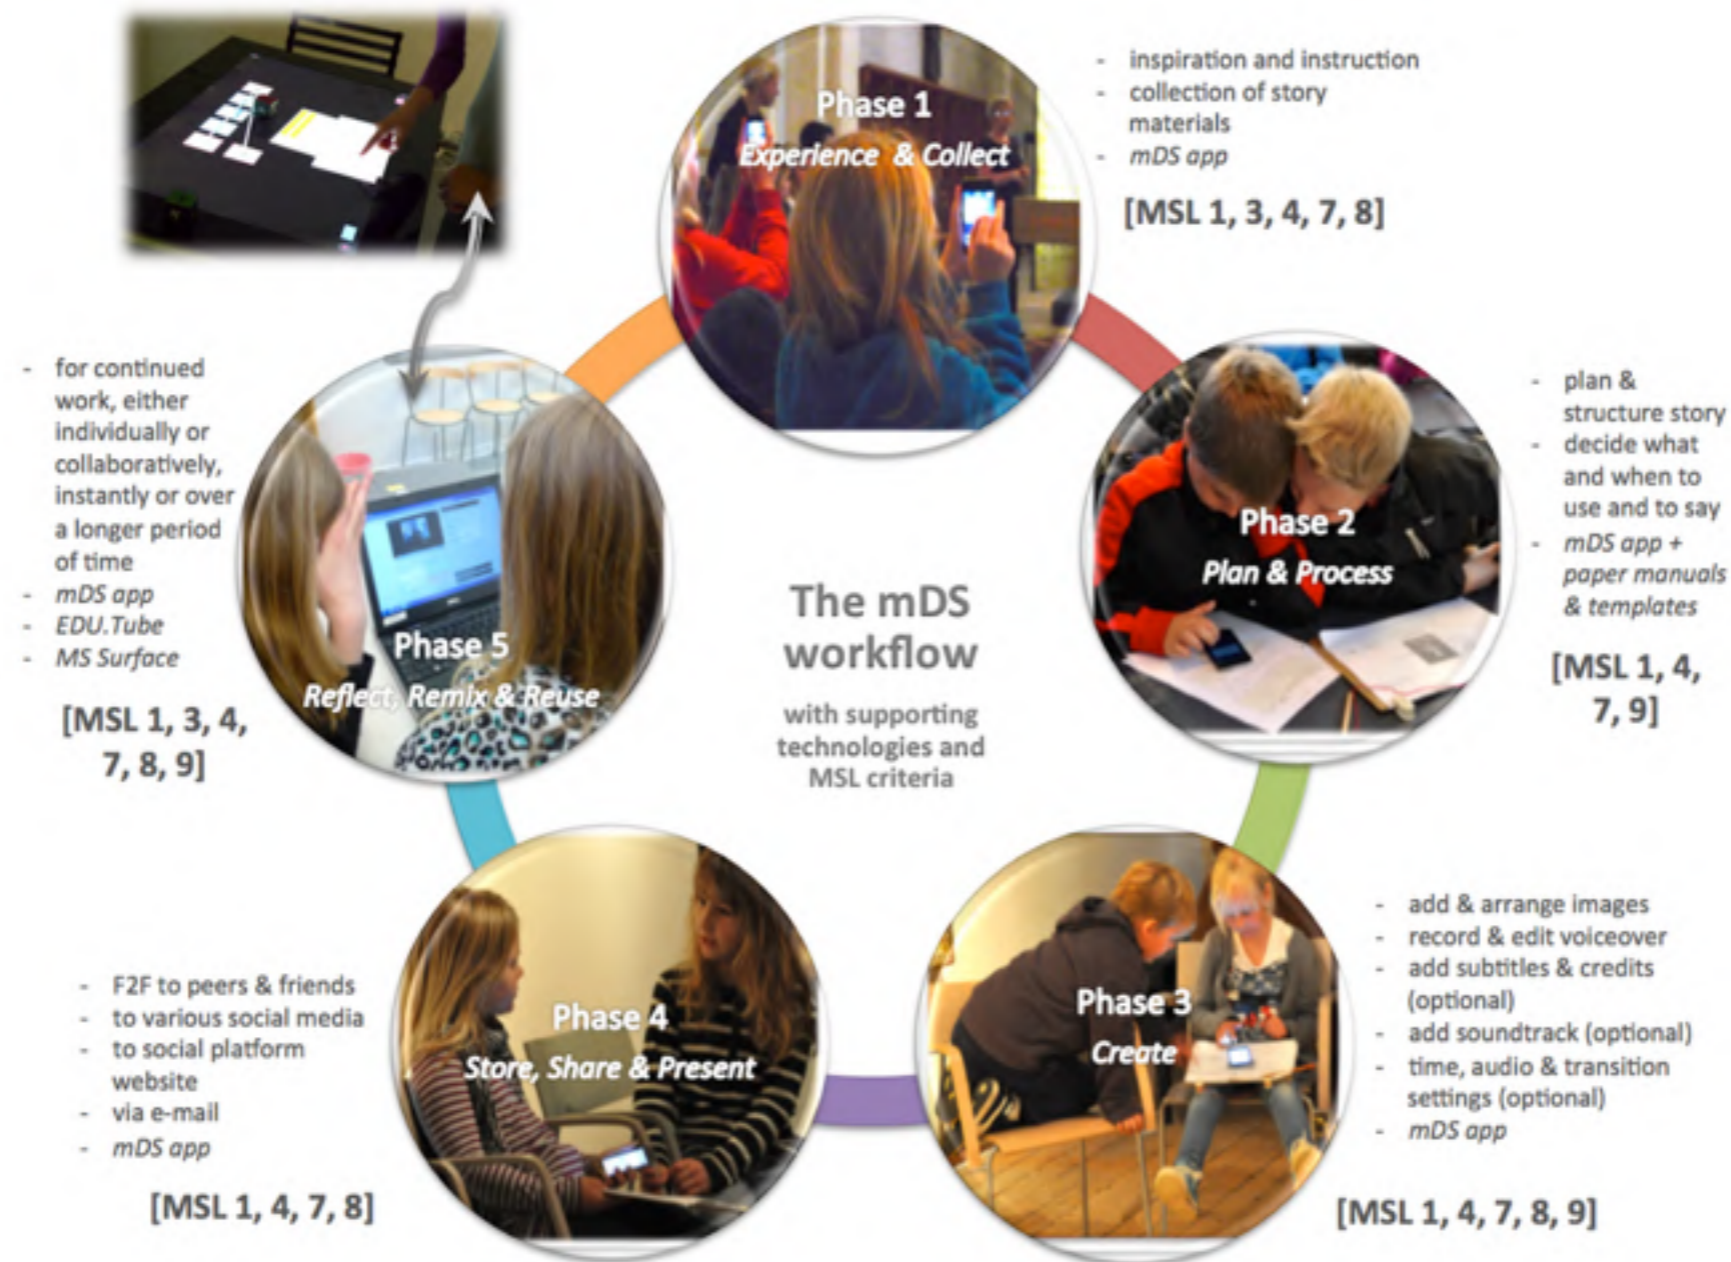 Phase 1
Experience & Collect
- inspiration and instruction
- collection of story
materials
- mDS app
[MSL 1, 3, 4, 7, 8]
Phase 2
Plan & Process
- plan &
structure story
- decide what
and when to
use and to say
- mDS app +
paper manuals
& templates
[MSL 1, 4,
7, 9]
Phase 3
Create
- add & arrange images
- record & edit voiceover
- add subtitles & credits
(optional)
- add soundtrack (optional)
- time, audio & transition
settings (optional)
- mDS app
[MSL 1, 4, 7, 8, 9]
Phase 4
Store, Share & Present
- F2F to peers & friends
- to various social media
- to social platform
website
- via e-mail
- mDS app
[MSL 1, 4, 7, 8]
Phase 5
Reflect, Remix & Reuse
- for continued
work, either
individually or
collaboratively,
instantly or over
a longer period
of time
- mDS app
- EDU.Tube
- MS Surface
[MSL 1, 3, 4,
7, 8, 9]
The mDS
workflow
with supporting
technologies and
MSL criteria